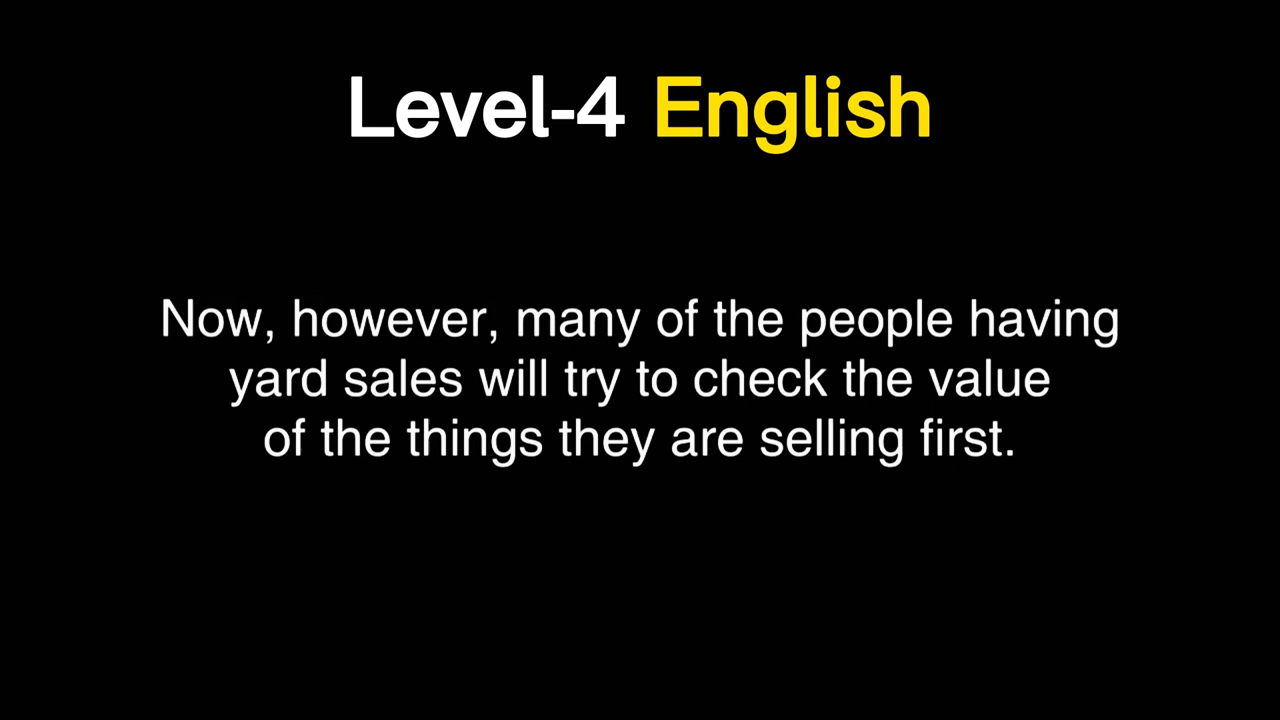 Level-4 English
Now, however, many of the people having
yard sales will try to check the value
of the things they are selling first.